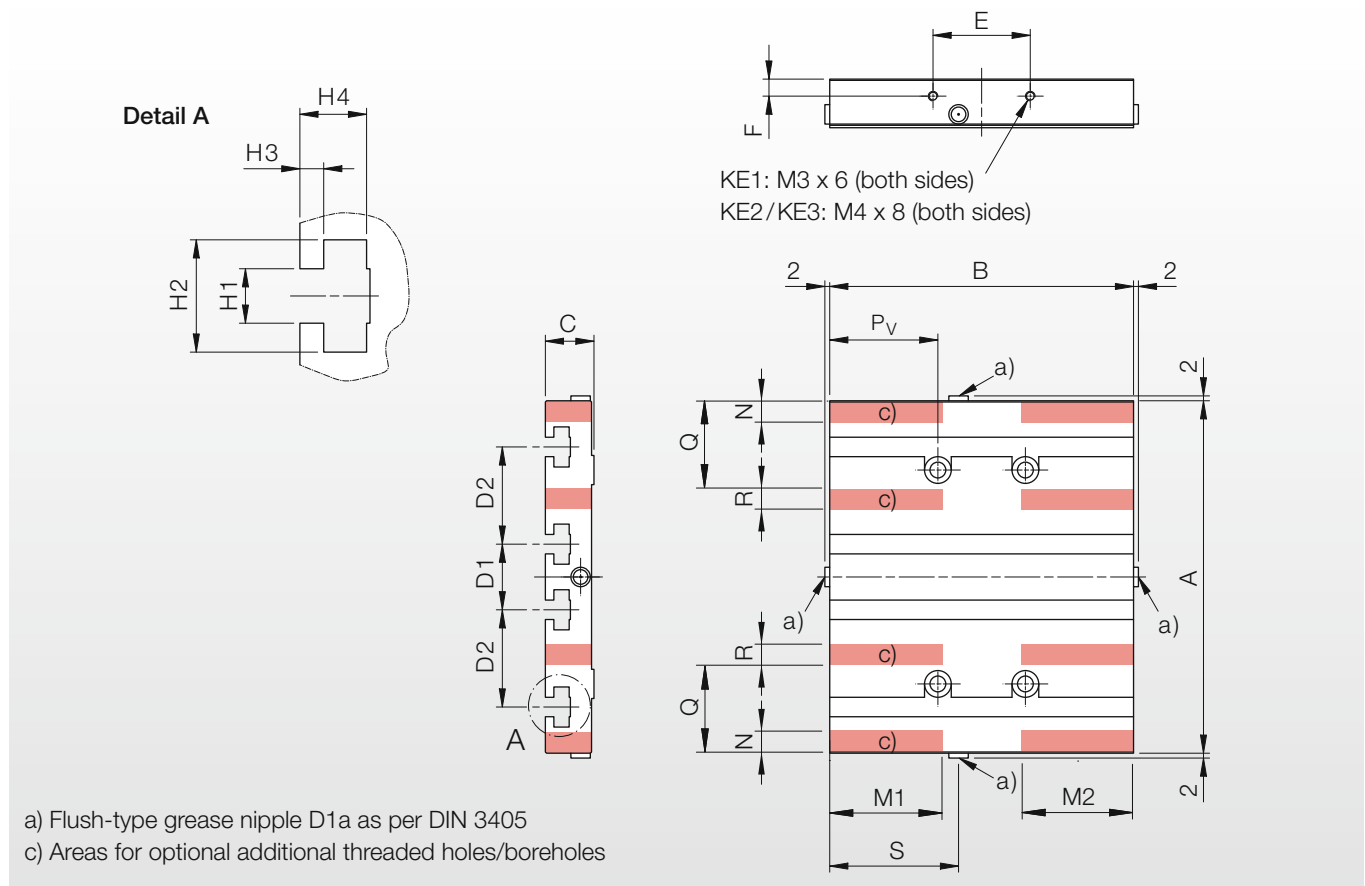 E
Detail A
H4
H3
H2
H1
F
KE1: M3 x 6 (both sides)
KE2/KE3: M4 x 8 (both sides)
2
B
2
C
PV
a)
2
N
c)
Q
D2
R
c)
D1
A
a)
a)
D2
R
c)
Q
A
N
c)
a)
2
M1
M2
S
a) Flush-type grease nipple D1a as per DIN 3405
c) Areas for optional additional threaded holes/boreholes